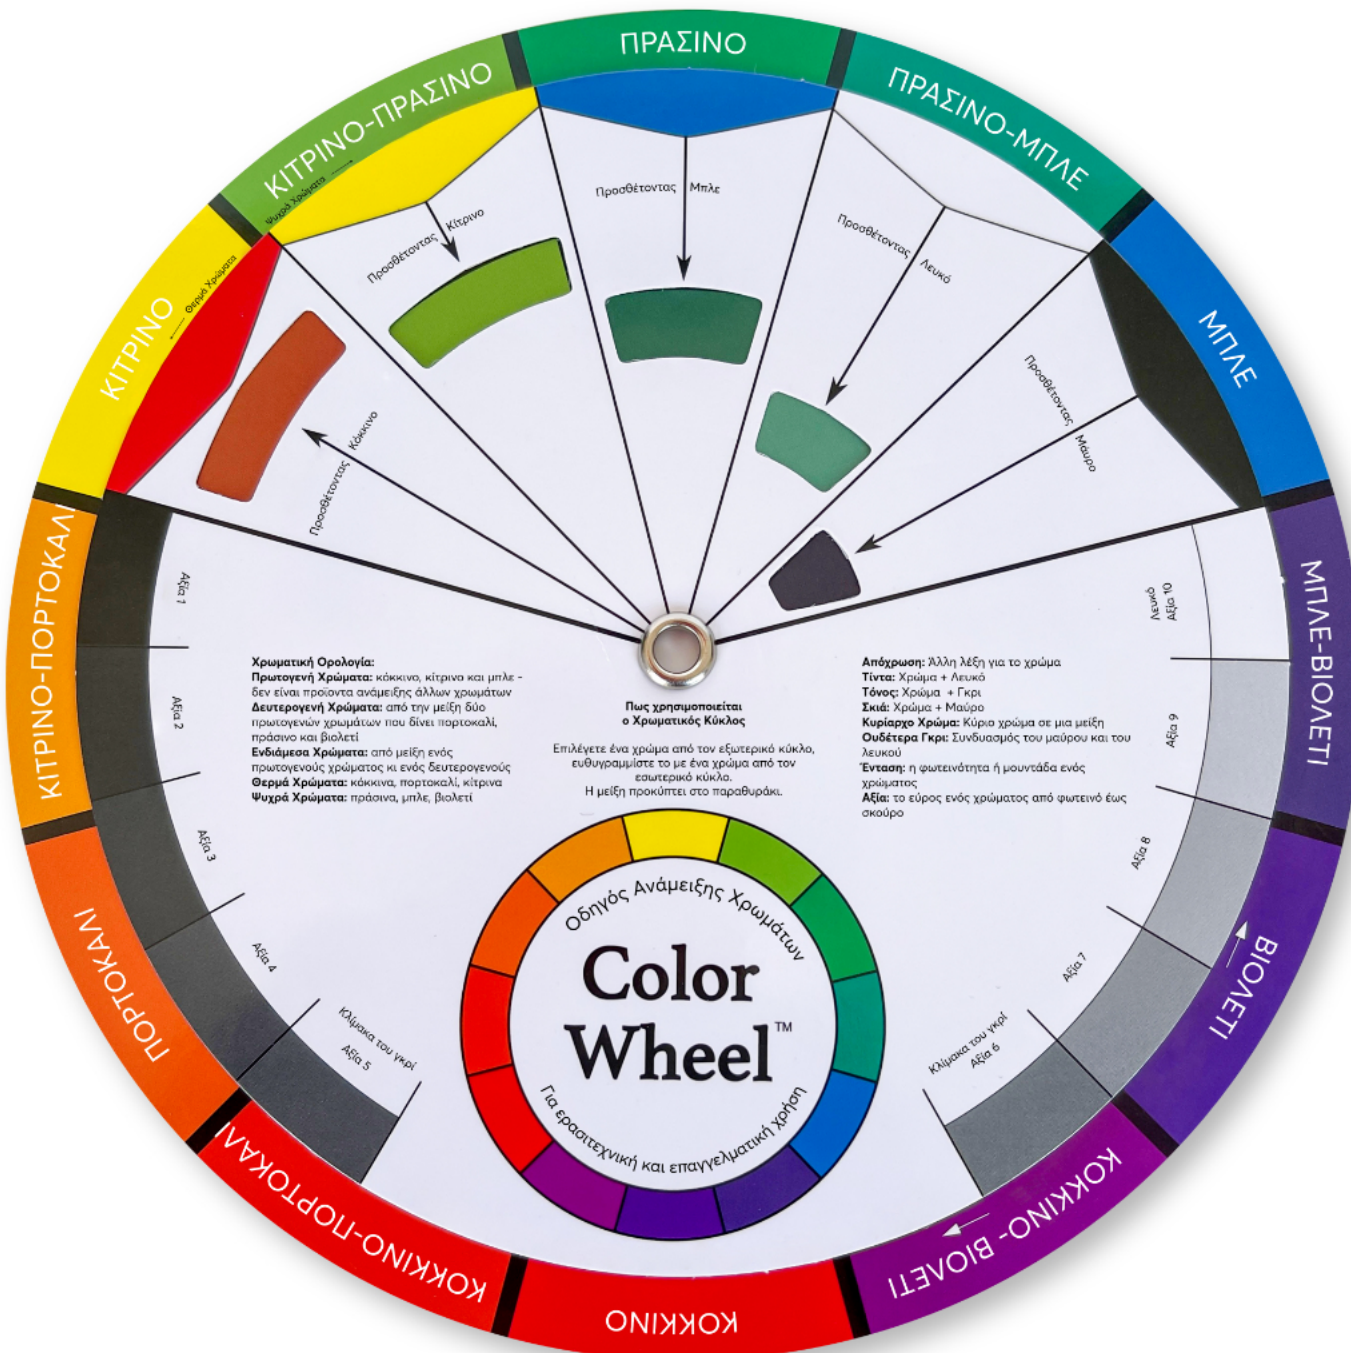 ΠΡΑΣΙΝΟ
ΠΡΑΣΙΝΟ-ΜΠΛΕ
ΜΠΛΕ
ΜΠΛΕ-ΒΙΟΛΕΤΙ
ΒΙΟΛΕΤΙ
ΚΟΚΚΙΝΟ- ΒΙΟΛΕΤΙ
ΚΟΚΚΙΝΟ
ΚΟΚΚΙΝΟ-ΠΟΡΤΟΚΑΛΙ
ΠΟΡΤΟΚΑΛΙ
ΚΙΤΡΙΝΟ-ΠΟΡΤΟΚΑΛΙ
ΚΙΤΡΙΝΟ
ΚΙΤΡΙΝΟ-ΠΡΑΣΙΝΟ
Ψυχρά Χρώματα
Θερμά Χρώματα
Προσθέτοντας Κόκκινο
Προσθέτοντας Κίτρινο
Προσθέτοντας Μπλε
Προσθέτοντας Λευκό
Προσθέτοντας Μαύρο
Αξία 1
Αξία 2
Αξία 3
Αξία 4
Κλίμακα του γκρί
Αξία 5
Κλίμακα του γκρί
Αξία 6
Αξία 7
Αξία 8
Αξία 9
Λευκό
Αξία 10
Χρωματική Ορολογία:
Πρωτογενή Χρώματα: κόκκινο, κίτρινο και μπλε -
δεν είναι προϊοντα ανάμειξης άλλων χρωμάτων
Δευτερογενή Χρώματα: από την μείξη δύο
πρωτογενών χρωμάτων που δίνει πορτοκαλί,
πράσινο και βιολετί
Ενδιάμεσα Χρώματα: από μείξη ενός
πρωτογενούς χρώματος κι ενός δευτερογενούς
Θερμά Χρώματα: κόκκινα, πορτοκαλί, κίτρινα
Ψυχρά Χρώματα: πράσινα, μπλε, βιολετί
Πως χρησιμοποιείται
ο Χρωματικός Κύκλος
Επιλέγετε ένα χρώμα από τον εξωτερικό κύκλο,
ευθυγραμμίστε το με ένα χρώμα από τον
εσωτερικό κύκλο.
Η μείξη προκύπτει στο παραθυράκι.
Απόχρωση: Άλλη λέξη για το χρώμα
Τίντα: Χρώμα + Λευκό
Τόνος: Χρώμα + Γκρι
Σκιά: Χρώμα + Μαύρο
Κυρίαρχο Χρώμα: Κύριο χρώμα σε μια μείξη
Ουδέτερα Γκρι: Συνδυασμός του μαύρου και του
λευκού
Ένταση: η φωτεινότητα ή μουντάδα ενός
χρώματος
Αξία: το εύρος ενός χρώματος από φωτεινό έως
σκούρο
Οδηγός Ανάμειξης Χρωμάτων
Color
Wheel™
Για ερασιτεχνική και επαγγελματική χρήση